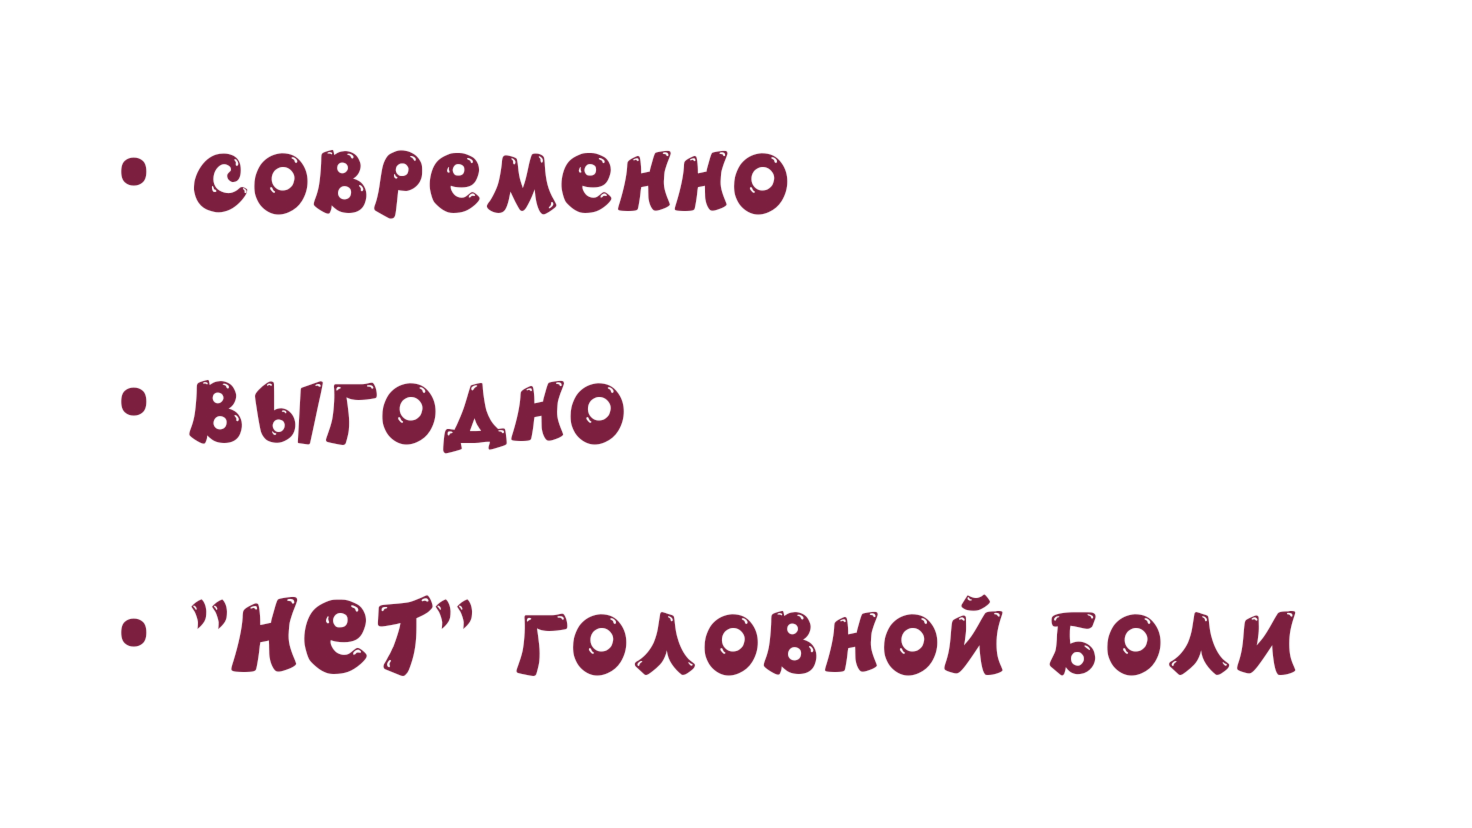 • современно
• выгодно
• "Нет" головной боли